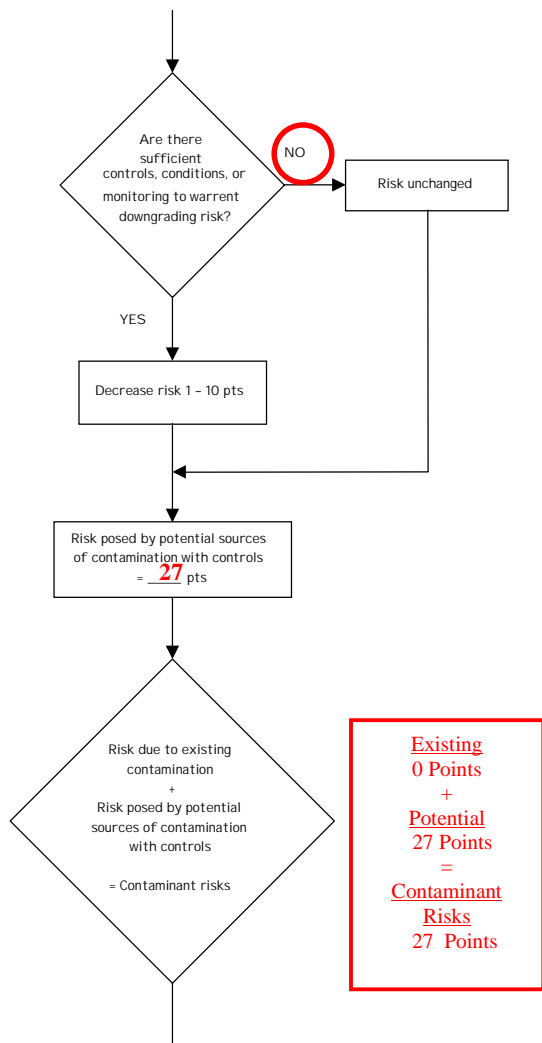 Are there
sufficient
controls, conditions, or
monitoring to warrent
downgrading risk?
NO
Risk unchanged
YES
Decrease risk 1 – 10 pts
Risk posed by potential sources
of contamination with controls
= 27 pts
Risk due to existing
contamination
+
Risk posed by potential
sources of contamination
with controls
= Contaminant risks
Existing
0 Points
+
Potential
27 Points
=
Contaminant
Risks
27 Points